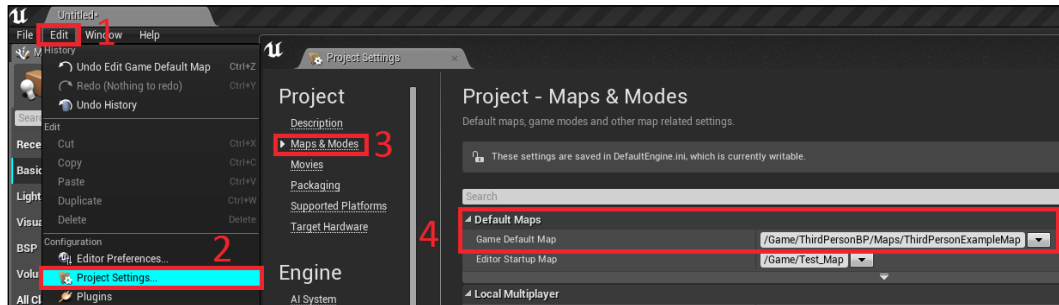 Untitled•
1
File Edit Window Help
History
Undo Edit Game Default Map Ctrl+Z
Redo (Nothing to redo) Ctrl+Y
Undo History
Edit
Cut Ctrl+X
Copy Ctrl+C
Paste Ctrl+V
Duplicate Ctrl+W
Delete Delete
Configuration
2
Editor Preferences...
Project Settings...
Plugins
Rece
Basic
Light
Visua
BSP
Volu
All Cl
Project Settings
Project
Description
Maps & Modes 3
Movies
Packaging
Supported Platforms
Target Hardware
Engine
AI System
Project - Maps & Modes
Default maps, game modes and other map related settings.
These settings are saved in DefaultEngine.ini, which is currently writable.
Search
4
Default Maps
Game Default Map /Game/ThirdPersonBP/Maps/ThirdPersonExampleMap
Editor Startup Map /Game/Test_Map
Local Multiplayer